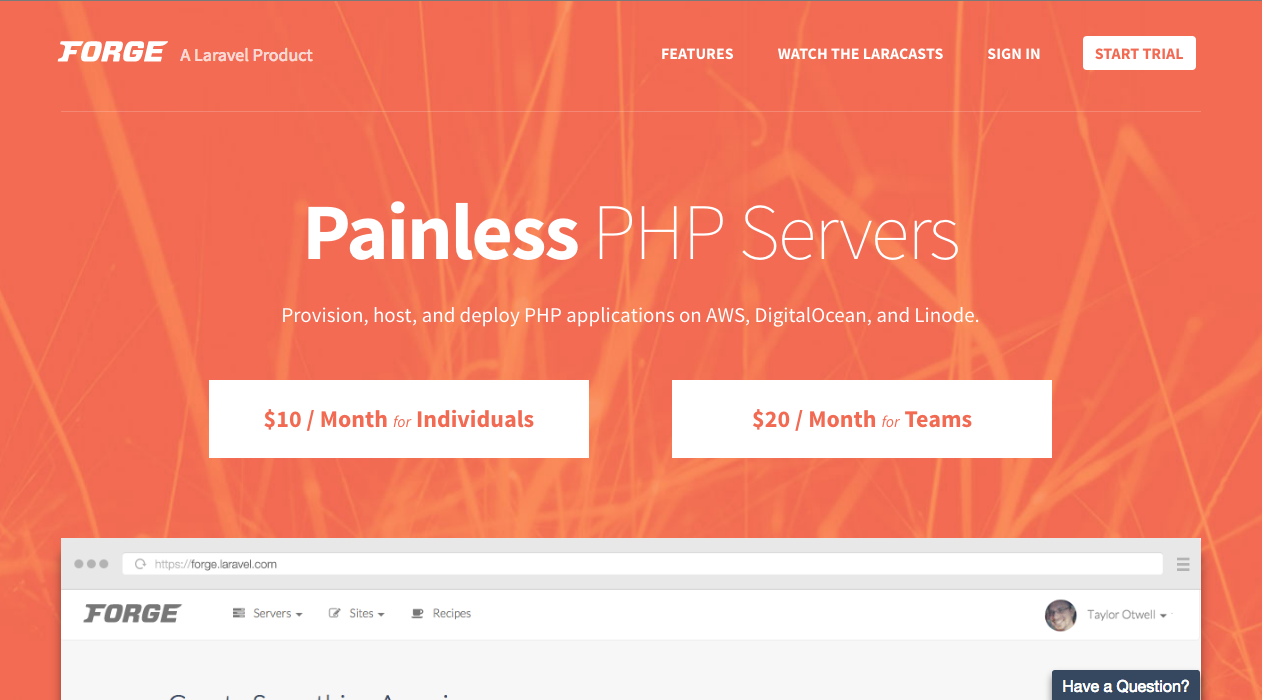 FORGE A Laravel Product FEATURES WATCH THE LARACASTS SIGN IN START TRIAL
Painless PHP Servers
Provision, host, and deploy PHP applications on AWS, DigitalOcean, and Linode.
$10 / Month for Individuals $20 / Month for Teams
https://forge.laravel.com
FORGE Servers Sites Recipes Taylor Otwell
Have a Question?